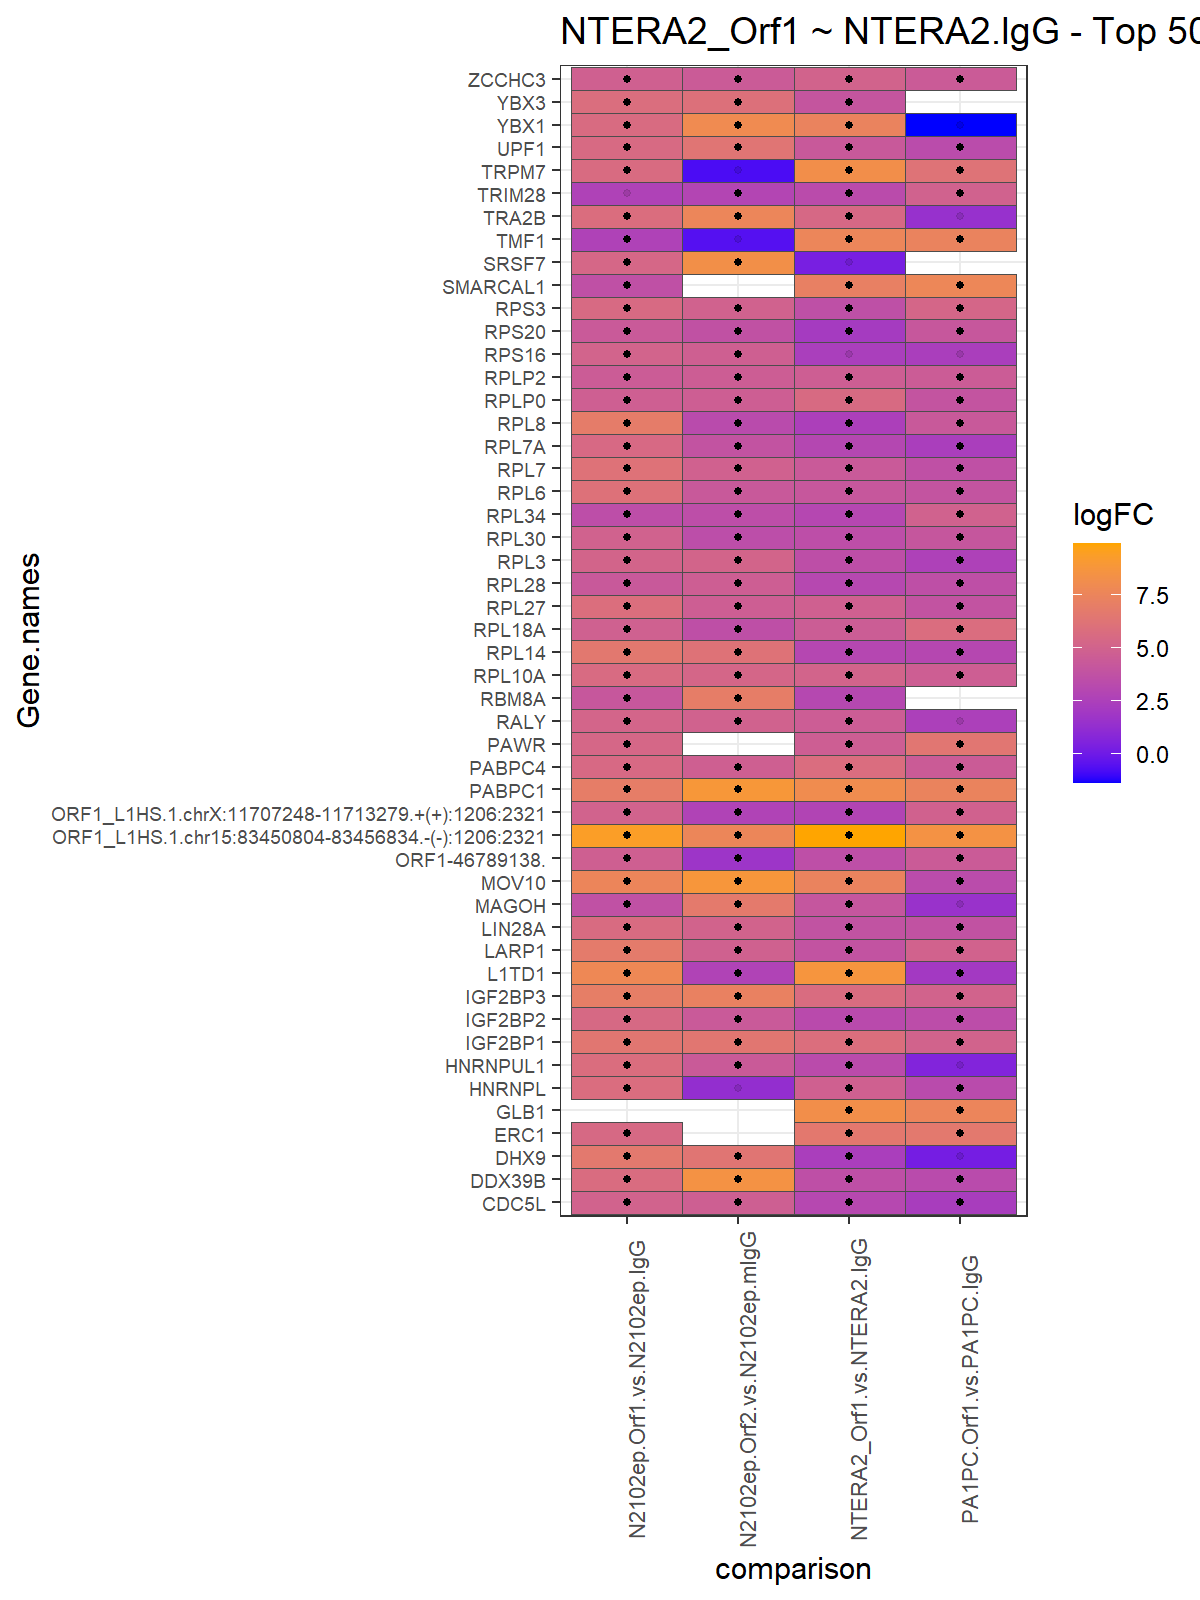 NTERA2_Orf1 ~ NTERA2.IgG - Top 50
Gene.names
ZCCHC3
YBX3
YBX1
UPF1
TRPM7
TRIM28
TRA2B
TMF1
SRSF7
SMARCAL1
RPS3
RPS20
RPS16
RPLP2
RPLP0
RPL8
RPL7A
RPL7
RPL6
RPL34
RPL30
RPL3
RPL28
RPL27
RPL18A
RPL14
RPL10A
RBM8A
RALY
PAWR
PABPC4
PABPC1
ORF1_L1HS.1.chrX:11707248-11713279.+(+):1206:2321
ORF1_L1HS.1.chr15:83450804-83456834.-(-):1206:2321
ORF1-46789138.
MOV10
MAGOH
LIN28A
LARP1
L1TD1
IGF2BP3
IGF2BP2
IGF2BP1
HNRNPUL1
HNRNPL
GLB1
ERC1
DHX9
DDX39B
CDC5L
logFC
7.5
5.0
2.5
0.0
N2102ep.Orf1.vs.N2102ep.IgG
N2102ep.Orf2.vs.N2102ep.mIgG
NTERA2_Orf1.vs.NTERA2.IgG
PA1PC.Orf1.vs.PA1PC.IgG
comparison